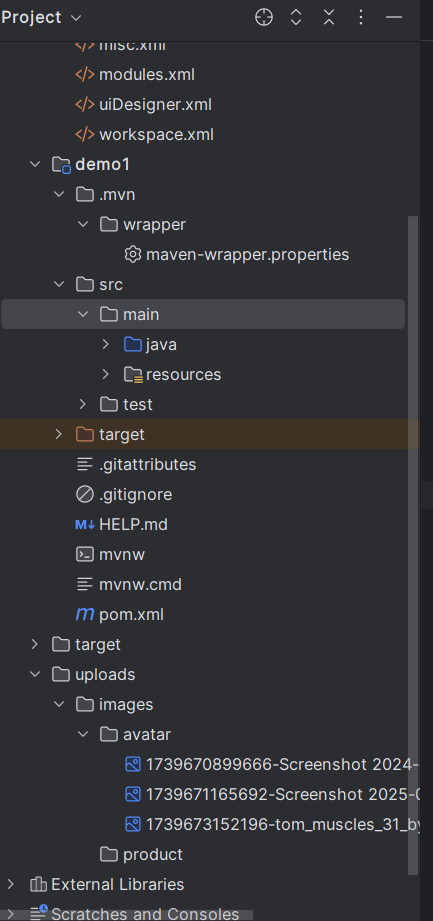 Project
misc.xml
</> modules.xml
</> uiDesigner.xml
</> workspace.xml
demo1
.mvn
wrapper
maven-wrapper.properties
src
main
java
resources
test
target
.gitattributes
.gitignore
M↓ HELP.md
mvnw
mvnw.cmd
m pom.xml
target
uploads
images
avatar
1739670899666-Screenshot 2024-
1739671165692-Screenshot 2025-0
1739673152196-tom_muscles_31_by
product
External Libraries
Scratches and Consoles